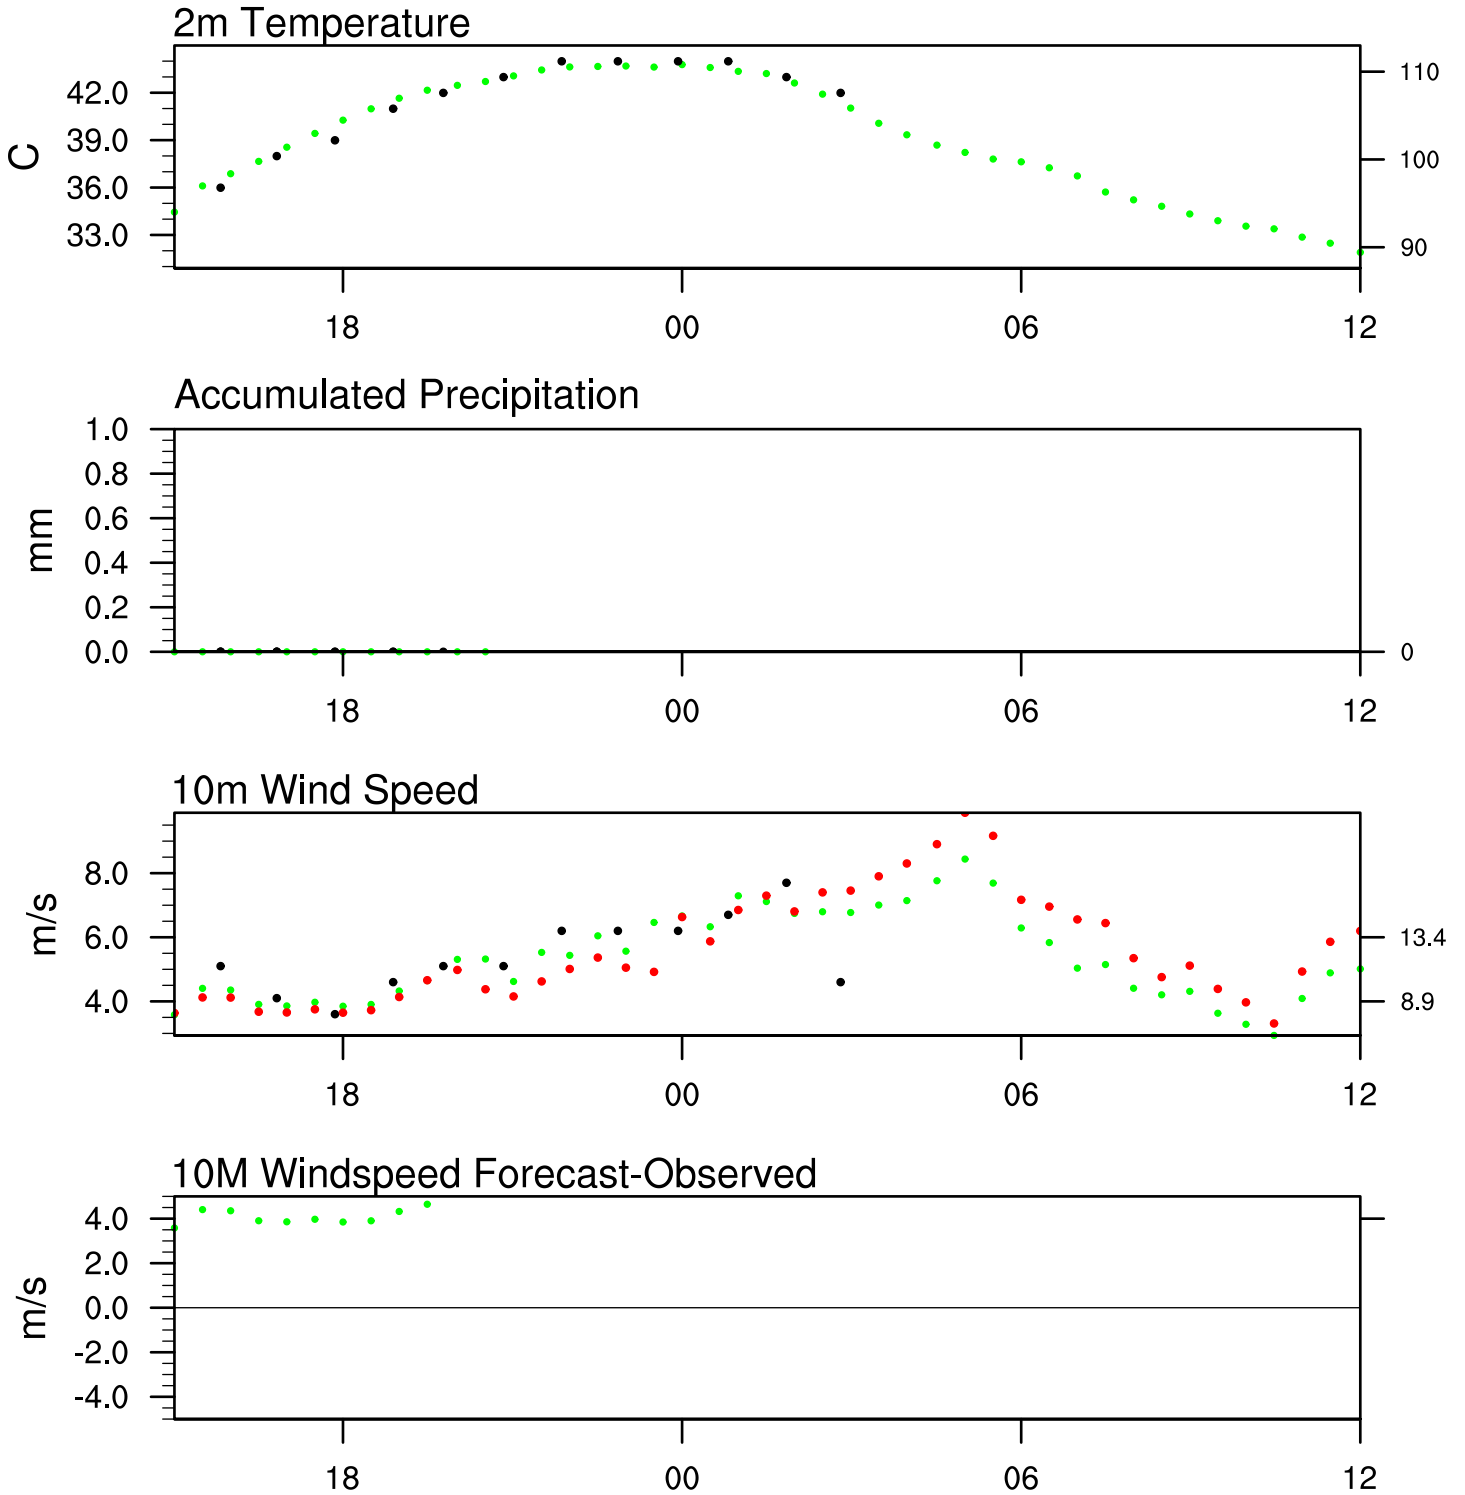 2m Temperature
42.0
39.0
36.0
33.0
C
110
100
90
18 00 06 12
Accumulated Precipitation
1.0
0.8
0.6
0.4
0.2
0.0
mm
0
18 00 06 12
10m Wind Speed
8.0
6.0
4.0
m/s
13.4
8.9
18 00 06 12
10M Windspeed Forecast-Observed
4.0
2.0
0.0
-2.0
-4.0
m/s
18 00 06 12